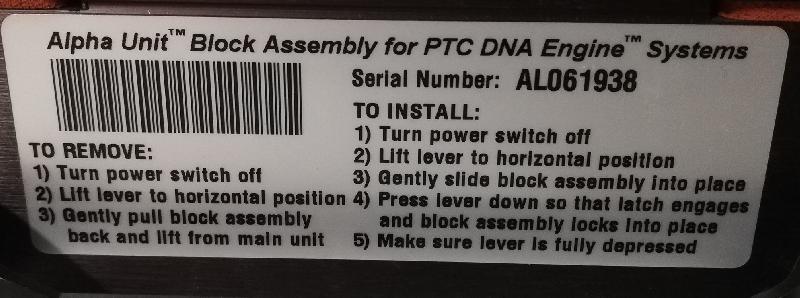 Alpha Unit™ Block Assembly for PTC DNA Engine™ Systems
Serial Number: AL061938
TO REMOVE:
1) Turn power switch off
2) Lift lever to horizontal position
3) Gently pull block assembly
back and lift from main unit
TO INSTALL:
1) Turn power switch off
2) Lift lever to horizontal position
3) Gently slide block assembly into place
4) Press lever down so that latch engages
and block assembly locks into place
5) Make sure lever is fully depressed